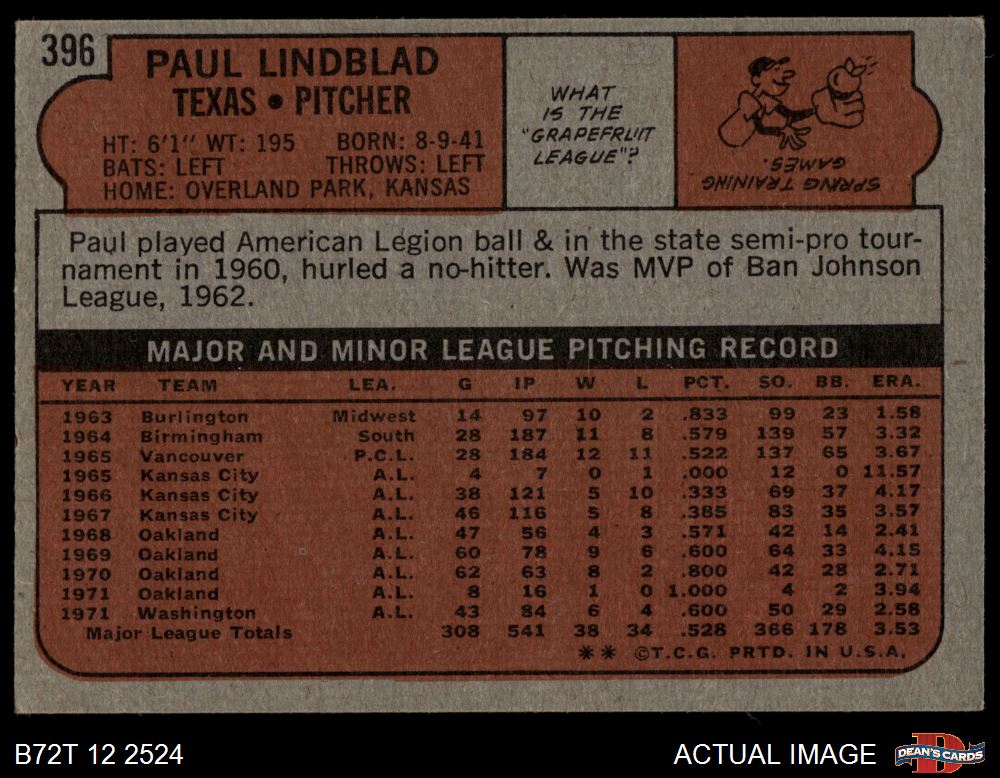 396
PAUL LINDBLAD
TEXAS • PITCHER
HT: 6'1" WT: 195 BORN: 8-9-41
BATS: LEFT THROWS: LEFT
HOME: OVERLAND PARK, KANSAS
WHAT
IS THE
"GRAPEFRUIT
LEAGUE"?
SPRING TRAINING
GAMES.
Paul played American Legion ball & in the state semi-pro tour-
nament in 1960, hurled a no-hitter. Was MVP of Ban Johnson
League, 1962.
MAJOR AND MINOR LEAGUE PITCHING RECORD
YEAR TEAM LEA. G IP W L PCT. SO. BB. ERA.
1963 Burlington Midwest 14 97 10 2 .833 99 23 1.58
1964 Birmingham South 28 187 11 8 .579 139 57 3.32
1965 Vancouver P.C.L. 28 184 12 11 .522 137 65 3.67
1965 Kansas City A.L. 4 7 0 1 .000 12 0 11.57
1966 Kansas City A.L. 38 121 5 10 .333 69 37 4.17
1967 Kansas City A.L. 46 116 5 8 .385 83 35 3.57
1968 Oakland A.L. 47 56 4 3 .571 42 14 2.41
1969 Oakland A.L. 60 78 9 6 .600 64 33 4.15
1970 Oakland A.L. 62 63 8 2 .800 42 28 2.71
1971 Oakland A.L. 8 16 1 0 1.000 4 2 3.94
1971 Washington A.L. 43 84 6 4 .600 50 29 2.58
Major League Totals 308 541 38 34 .528 366 178 3.53
** ©T.C.G. PRTD. IN U.S.A.
B72T 12 2524
ACTUAL IMAGE
D
DEAN'S CARDS